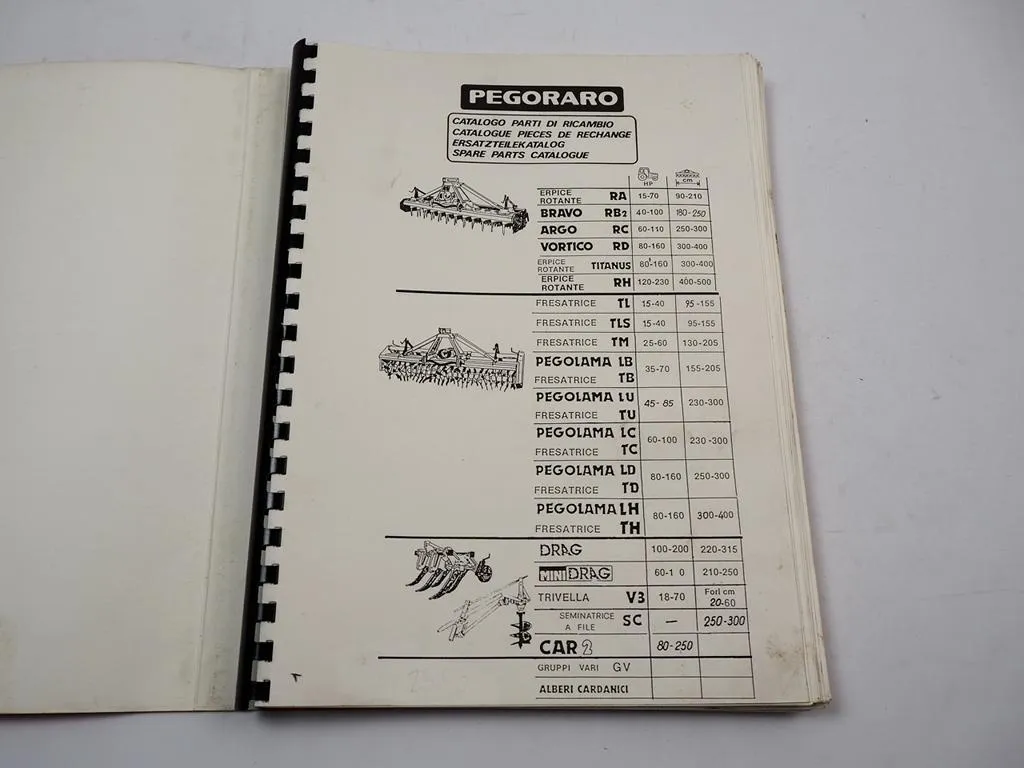 PEGORARO
CATALOGO PARTI DI RICAMBIO
CATALOGUE PIECES DE RECHANGE
ERSATZTEILEKATALOG
SPARE PARTS CATALOGUE
HP cm
ERPICE ROTANTE RA 15-70 90-210
BRAVO RB2 40-100 180-250
ARGO RC 60-110 250-300
VORTICO RD 80-160 300-400
ERPICE ROTANTE TITANUS 80-160 300-400
ERPICE ROTANTE RH 120-230 400-500
FRESATRICE TL 15-40 95-155
FRESATRICE TLS 15-40 95-155
FRESATRICE TM 25-60 130-205
PEGOLAMA LB
FRESATRICE TB 35-70 155-205
PEGOLAMA LU
FRESATRICE TU 45-85 230-300
PEGOLAMA LC
FRESATRICE TC 60-100 230-300
PEGOLAMA LD
FRESATRICE TD 80-160 250-300
PEGOLAMA LH
FRESATRICE TH 80-160 300-400
DRAG 100-200 220-315
MINI DRAG 60-1 0 210-250
TRIVELLA V3 18-70 Fori cm 20-60
SEMINATRICE A FILE SC — 250-300
CAR 2 80-250
GRUPPI VARI GV
ALBERI CARDANICI